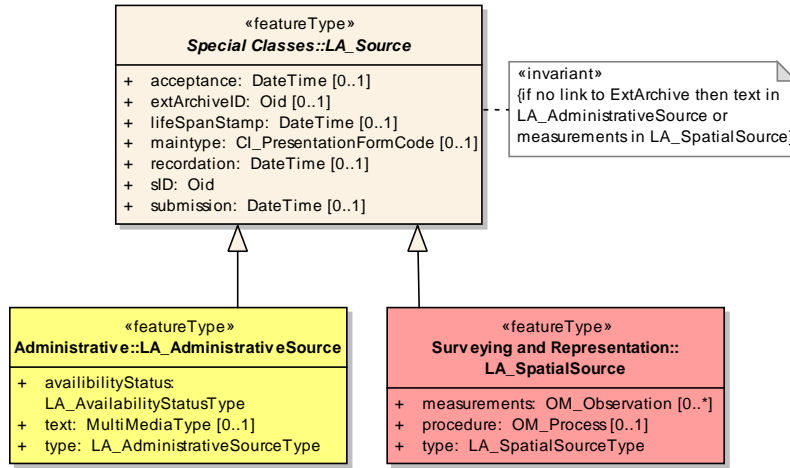 «featureType»
Special Classes::LA_Source
+ acceptance: DateTime [0..1]
+ extArchiveID: Oid [0..1]
+ lifeSpanStamp: DateTime [0..1]
+ maintype: CI_PresentationFormCode [0..1]
+ recordation: DateTime [0..1]
+ sID: Oid
+ submission: DateTime [0..1]
«invariant»
{if no link to ExtArchive then text in
LA_AdministrativeSource or
measurements in LA_SpatialSource}
«featureType»
Administrative::LA_AdministrativeSource
+ availibilityStatus:
LA_AvailabilityStatusType
+ text: MultiMediaType [0..1]
+ type: LA_AdministrativeSourceType
«featureType»
Surveying and Representation::
LA_SpatialSource
+ measurements: OM_Observation [0..*]
+ procedure: OM_Process [0..1]
+ type: LA_SpatialSourceType